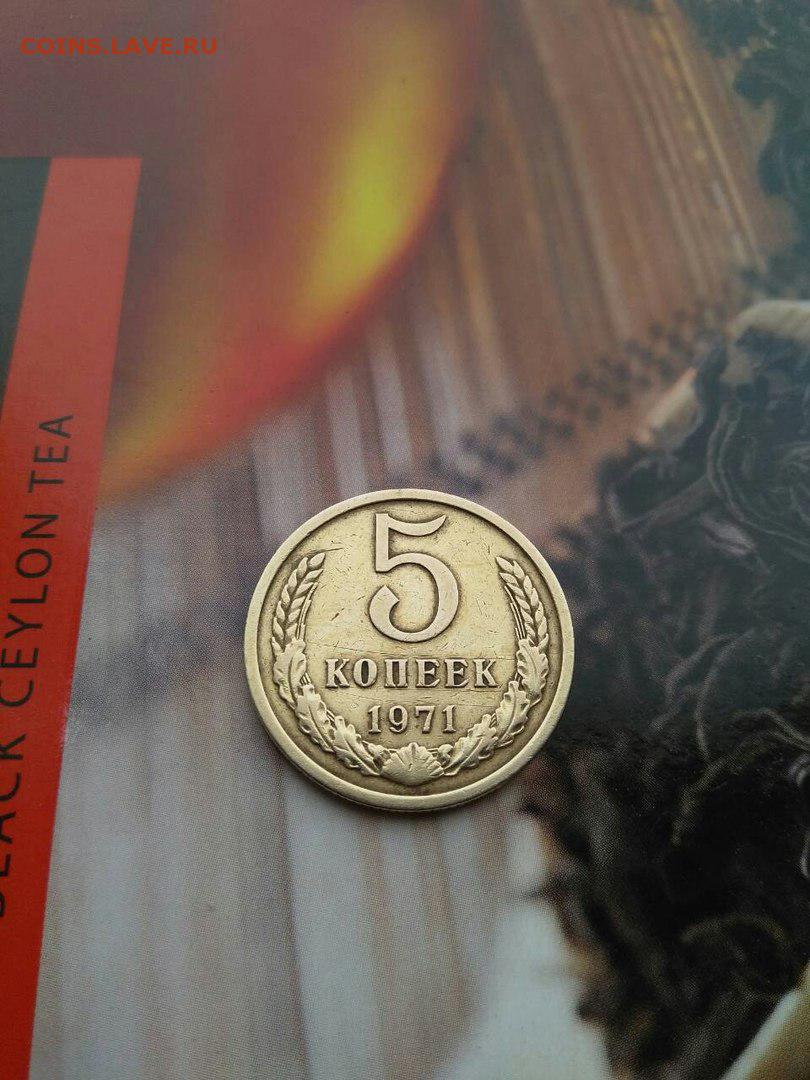 COINS.LAVE.RU
BLACK CEYLON TEA
5
КОПЕЕК
1971